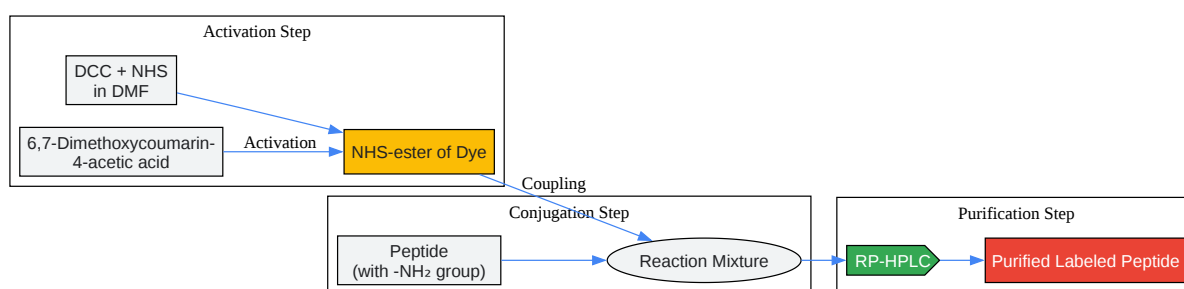 Activation Step
DCC + NHS
in DMF
6,7-Dimethoxycoumarin-
4-acetic acid
Activation
NHS-ester of Dye
Coupling
Conjugation Step
Peptide
(with -NH₂ group)
Reaction Mixture
Purification Step
RP-HPLC
Purified Labeled Peptide